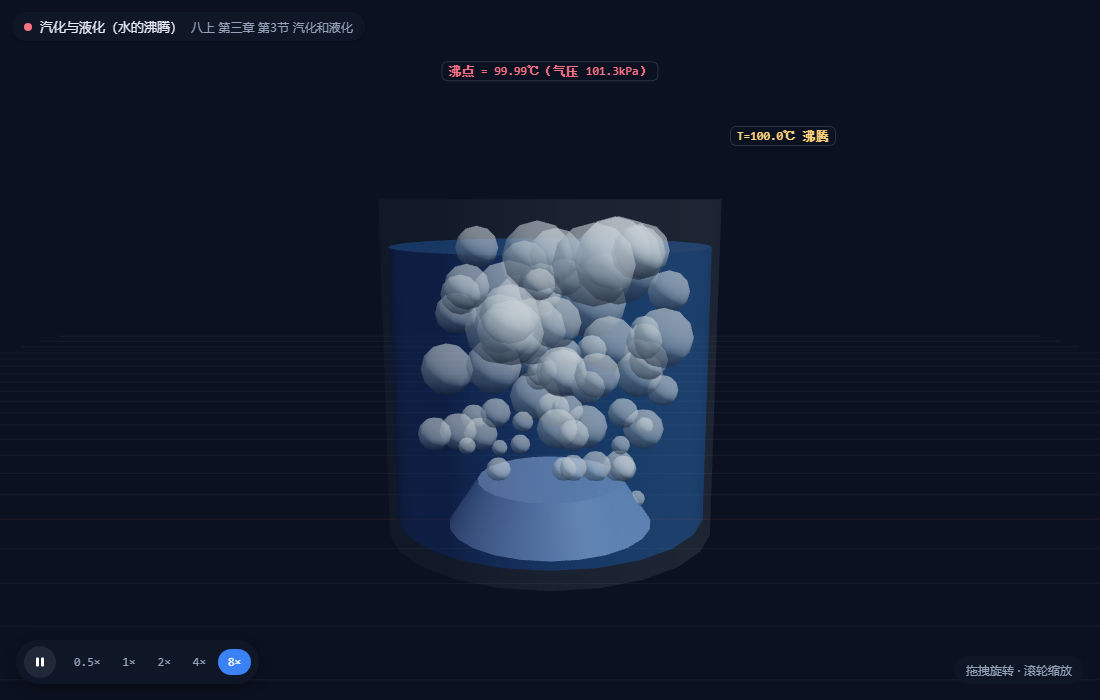 汽化与液化（水的沸腾） 八上 第三章 第3节 汽化和液化
沸点 = 99.99℃（气压 101.3kPa）
T=100.0℃ 沸腾
0.5× 1× 2× 4× 8×
拖拽旋转 · 滚轮缩放